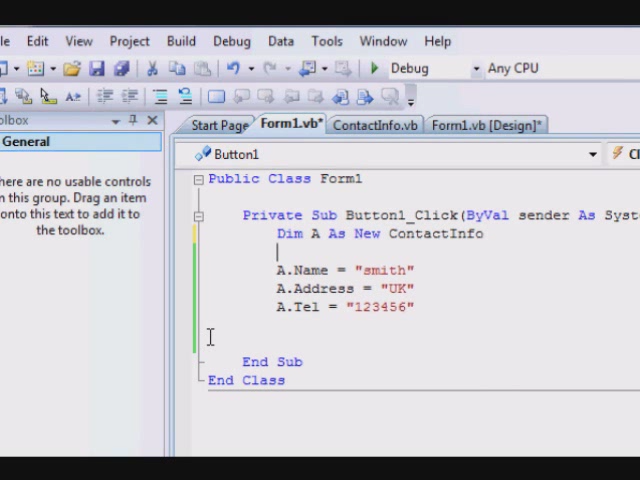 le Edit View Project Build Debug Data Tools Window Help
Debug Any CPU
olbox
Start Page Form1.vb* ContactInfo.vb Form1.vb [Design]*
General
Button1 Cl
here are no usable controls
n this group. Drag an item
onto this text to add it to
the toolbox.
Public Class Form1
Private Sub Button1_Click(ByVal sender As Syst
Dim A As New ContactInfo
A.Name = "smith"
A.Address = "UK"
A.Tel = "123456"
End Sub
End Class